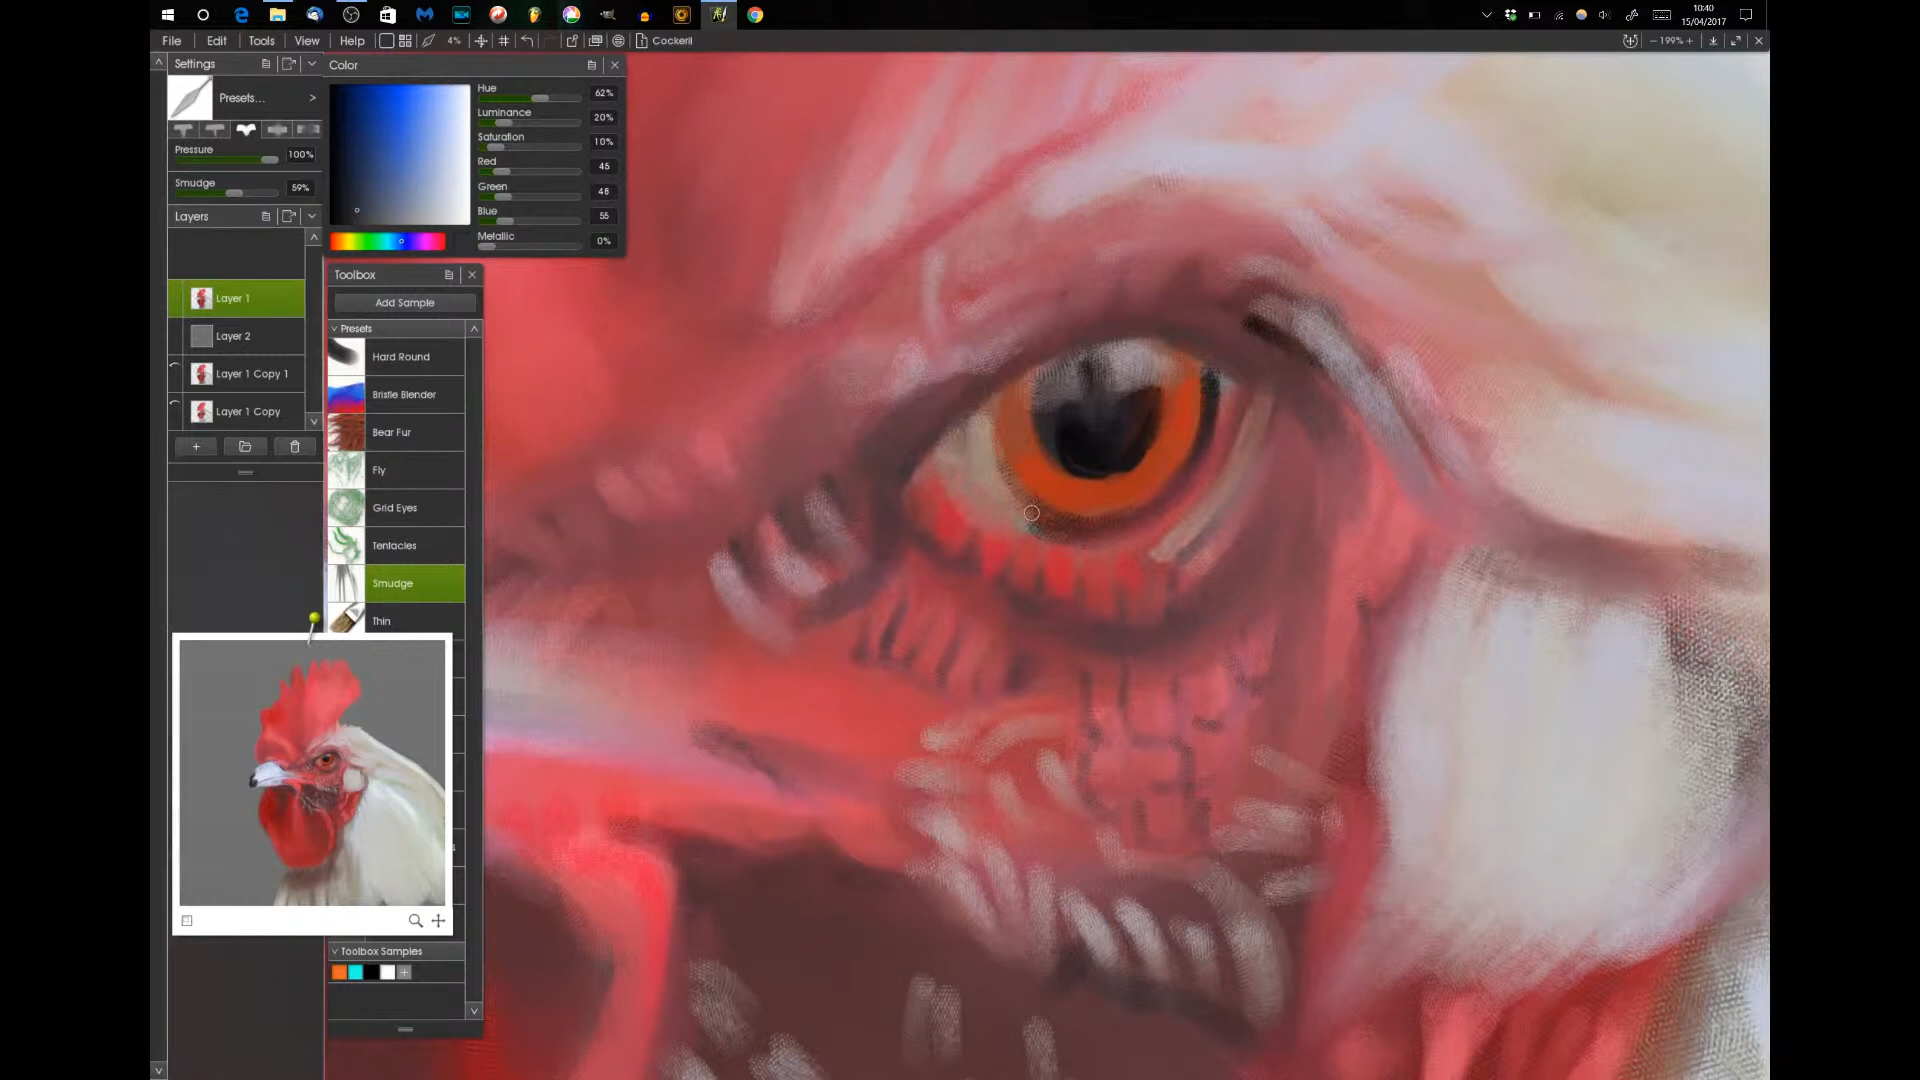 10:40
15/04/2017
File Edit Tools View Help 4% Cockeril 199%
Settings
Presets... >
Pressure
100%
Smudge
59%
Layers
Layer 1
Layer 2
Layer 1 Copy 1
Layer 1 Copy
Color
Hue
62%
Luminance
20%
Saturation
10%
Red
45
Green
48
Blue
55
Metallic
0%
Toolbox
Add Sample
Presets
Hard Round
Bristle Blender
Bear Fur
Fly
Grid Eyes
Tentacles
Smudge
Thin
Toolbox Samples